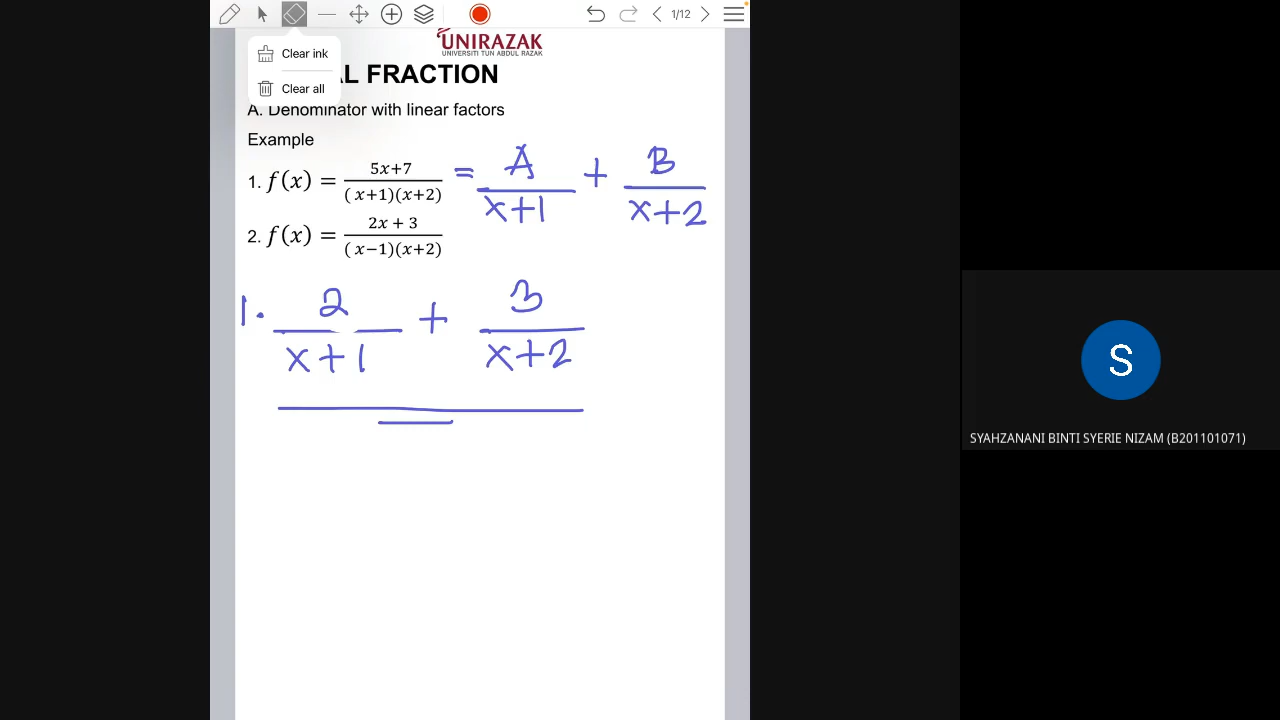 1/12
Clear ink
Clear all
UNIRAZAK
UNIVERSITI TUN ABDUL RAZAK
AL FRACTION
A. Denominator with linear factors
Example
1. f(x) = 5x+7 / (x+1)(x+2) = A / x+1 + B / x+2
2. f(x) = 2x + 3 / (x−1)(x+2)
1. 2 / x+1 + 3 / x+2
S
SYAHZANANI BINTI SYERIE NIZAM (B201101071)